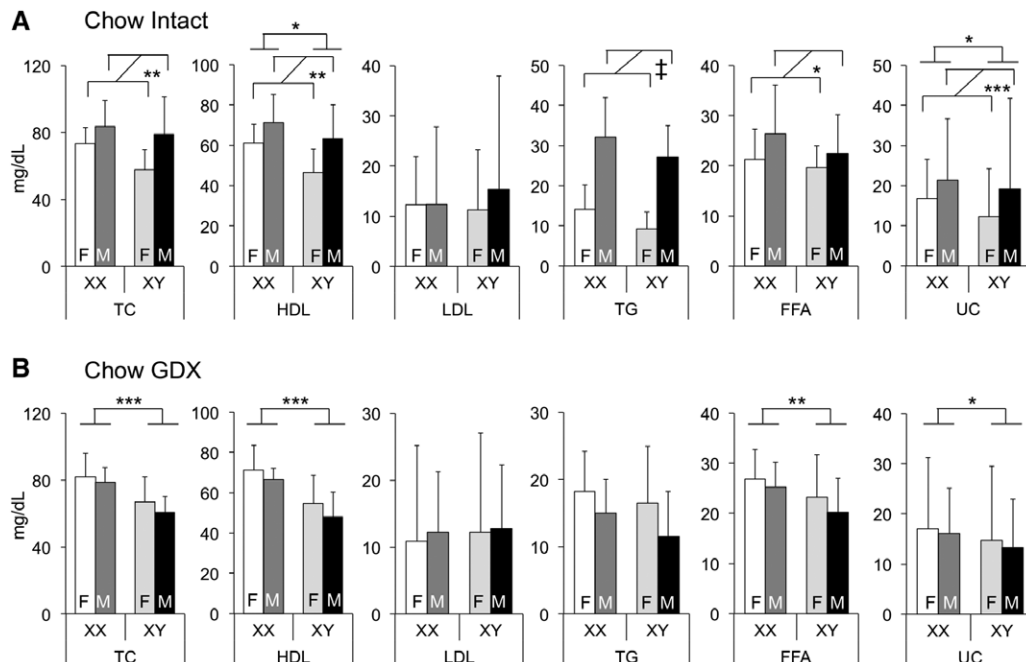 A Chow Intact
* * *
** ** ‡ * ***
mg/dL
120 80 40 0
100 80 60 40 20 0
40 30 20 10 0
50 40 30 20 10 0
40 30 20 10 0
50 40 30 20 10 0
F M F M F M F M F M F M F M F M
XX XY XX XY XX XY XX XY XX XY XX XY
TC HDL LDL TG FFA UC
B Chow GDX
*** *** ** *
mg/dL
120 80 40 0
100 80 60 40 20 0
30 20 10 0
30 20 10 0
40 30 20 10 0
40 30 20 10 0
F M F M F M F M F M F M F M F M
XX XY XX XY XX XY XX XY XX XY XX XY
TC HDL LDL TG FFA UC